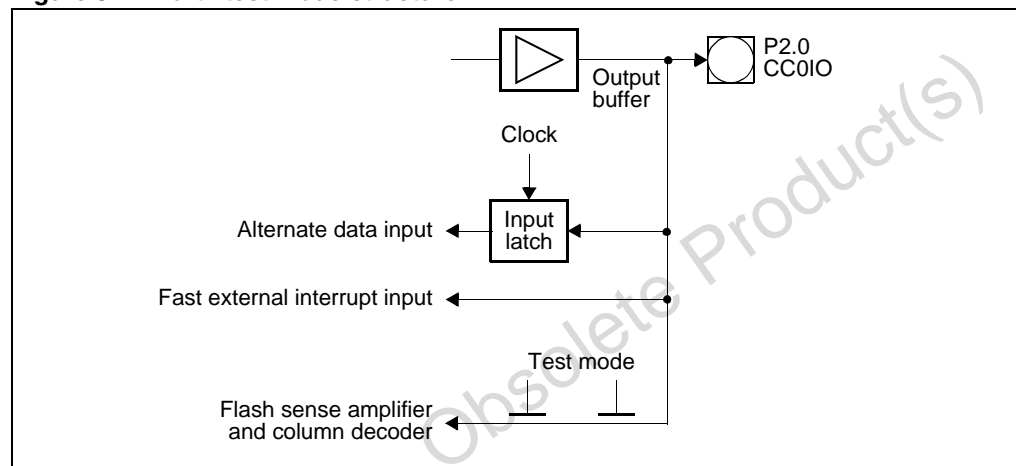 P2.0
CC0IO
Output
buffer
Clock
Input
latch
Alternate data input
Fast external interrupt input
Test mode
Flash sense amplifier
and column decoder
Obsolete Product(s)